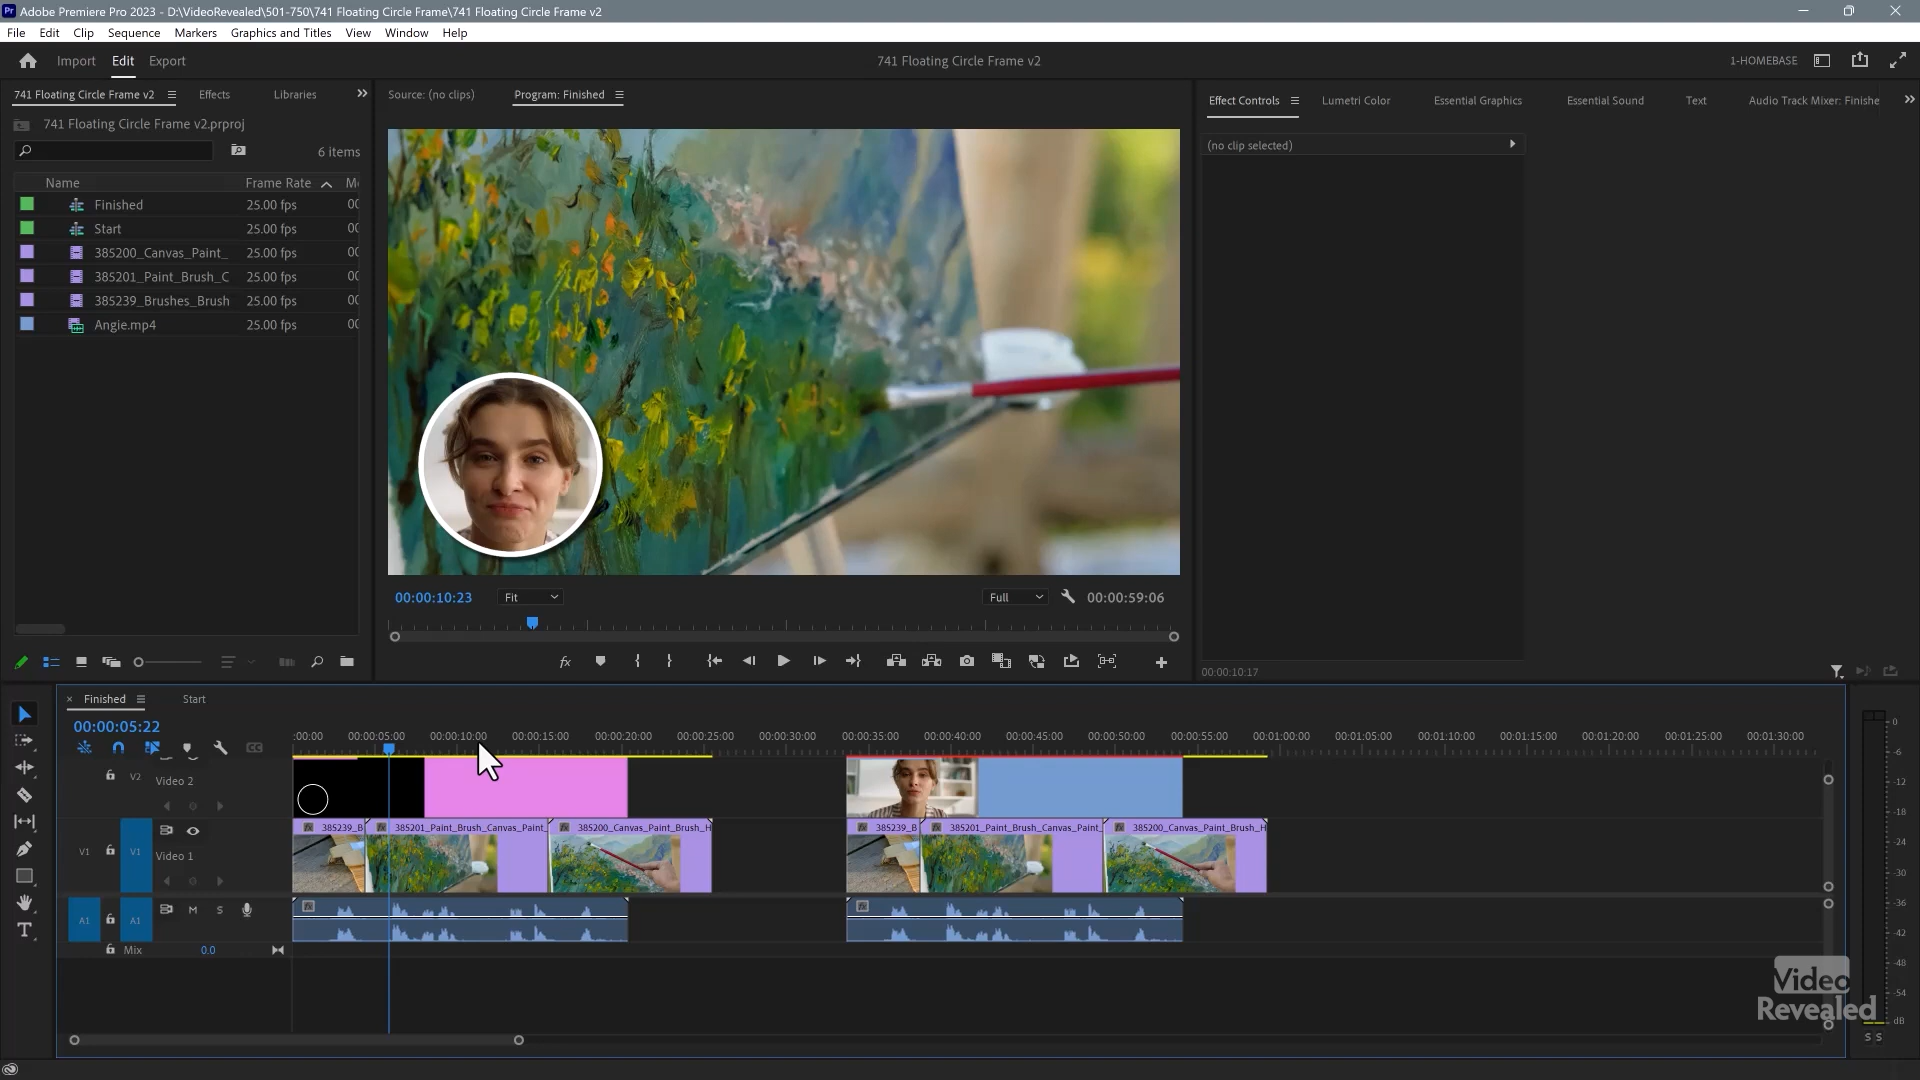 Adobe Premiere Pro 2023 - D:\VideoRevealed\501-750\741 Floating Circle Frame\741 Floating Circle Frame v2
File Edit Clip Sequence Markers Graphics and Titles View Window Help
Import Edit Export
741 Floating Circle Frame v2
1-HOMEBASE
741 Floating Circle Frame v2 Effects Libraries
Source: (no clips) Program: Finished
Effect Controls Lumetri Color Essential Graphics Essential Sound Text Audio Track Mixer: Finishe
741 Floating Circle Frame v2.prproj
6 items
(no clip selected)
Name Frame Rate
Finished 25.00 fps 00
Start 25.00 fps 00
385200_Canvas_Paint_ 25.00 fps 00
385201_Paint_Brush_C 25.00 fps 00
385239_Brushes_Brush 25.00 fps 00
Angie.mp4 25.00 fps 00
00:00:10:23 Fit Full 00:00:59:06
fx
00:00:10:17
Finished Start
00:00:05:22
:00:00 00:00:05:00 00:00:10:00 00:00:15:00 00:00:20:00 00:00:25:00 00:00:30:00 00:00:35:00 00:00:40:00 00:00:45:00 00:00:50:00 00:00:55:00 00:01:00:00 00:01:05:00 00:01:10:00 00:01:15:00 00:01:20:00 00:01:25:00 00:01:30:00
CC
V2 Video 2
V1 V1 Video 1
385239_B 385201_Paint_Brush_Canvas_Paint_ 385200_Canvas_Paint_Brush_H
385239_B 385201_Paint_Brush_Canvas_Paint_ 385200_Canvas_Paint_Brush_H
A1 A1 M S
Mix 0.0
0
-6
-12
-18
-24
-30
-36
-42
-48
-54
dB
S S
Video
Revealed